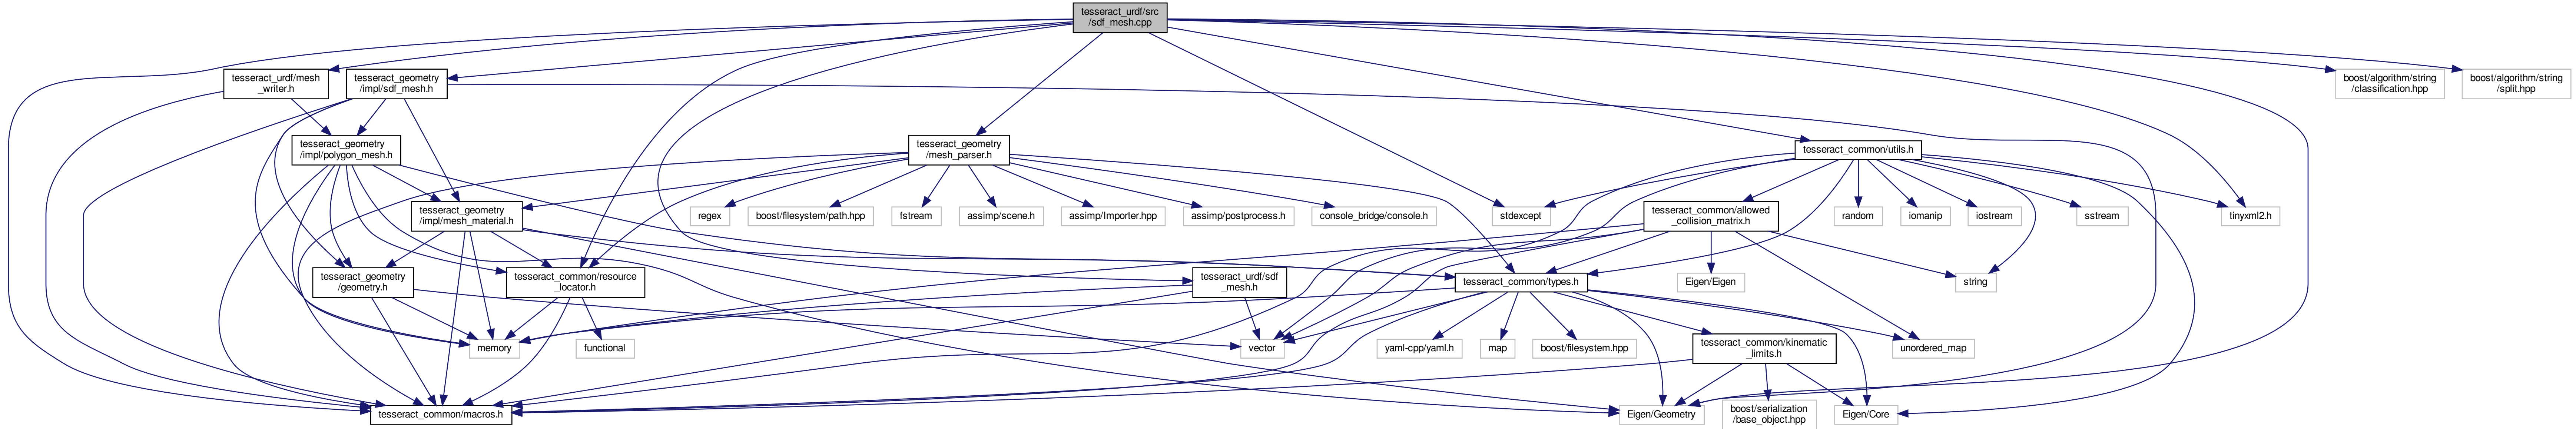 tesseract_urdf/src
/sdf_mesh.cpp
tesseract_urdf/mesh
_writer.h
tesseract_geometry
/impl/sdf_mesh.h
boost/algorithm/string
/classification.hpp
boost/algorithm/string
/split.hpp
tesseract_geometry
/impl/polygon_mesh.h
tesseract_geometry
/mesh_parser.h
tesseract_common/utils.h
tesseract_geometry
/impl/mesh_material.h
regex
boost/filesystem/path.hpp
fstream
assimp/scene.h
assimp/Importer.hpp
assimp/postprocess.h
console_bridge/console.h
stdexcept
tesseract_common/allowed
_collision_matrix.h
random
iomanip
iostream
sstream
tinyxml2.h
tesseract_geometry
/geometry.h
tesseract_common/resource
_locator.h
tesseract_urdf/sdf
_mesh.h
tesseract_common/types.h
Eigen/Eigen
string
memory
functional
vector
yaml-cpp/yaml.h
map
boost/filesystem.hpp
tesseract_common/kinematic
_limits.h
unordered_map
tesseract_common/macros.h
Eigen/Geometry
boost/serialization
/base_object.hpp
Eigen/Core